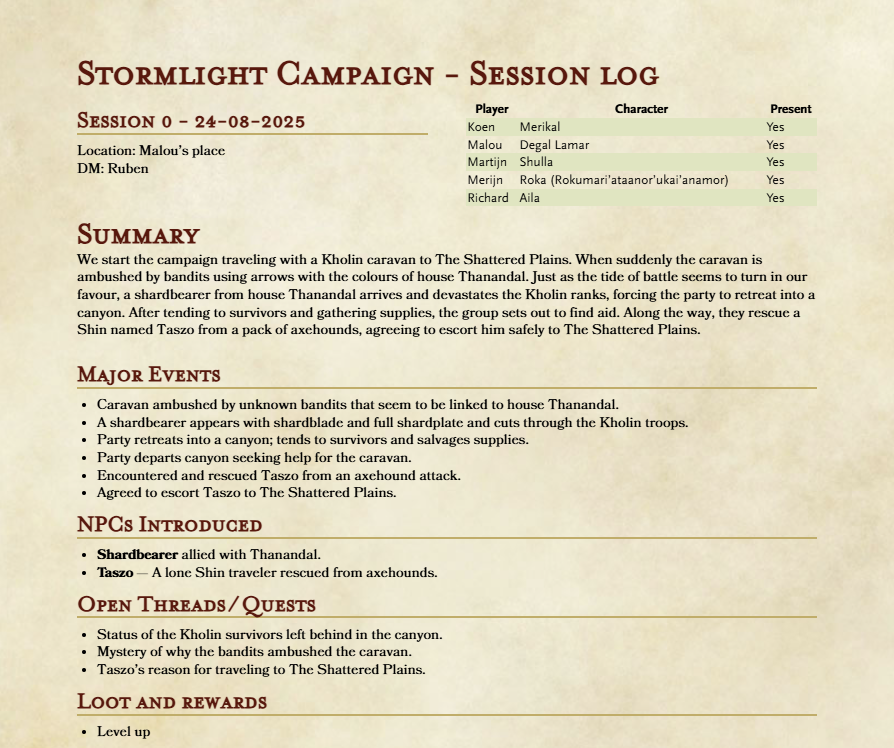 Stormlight Campaign – Session log
Session 0 – 24-08-2025
Location: Malou's place
DM: Ruben
Player Character Present
Koen Merikal Yes
Malou Degal Lamar Yes
Martijn Shulla Yes
Merijn Roka (Rokumari'ataanor'ukai'anamor) Yes
Richard Aila Yes
Summary
We start the campaign traveling with a Kholin caravan to The Shattered Plains. When suddenly the caravan is
ambushed by bandits using arrows with the colours of house Thanandal. Just as the tide of battle seems to turn in our
favour, a shardbearer from house Thanandal arrives and devastates the Kholin ranks, forcing the party to retreat into a
canyon. After tending to survivors and gathering supplies, the group sets out to find aid. Along the way, they rescue a
Shin named Taszo from a pack of axehounds, agreeing to escort him safely to The Shattered Plains.
Major Events
• Caravan ambushed by unknown bandits that seem to be linked to house Thanandal.
• A shardbearer appears with shardblade and full shardplate and cuts through the Kholin troops.
• Party retreats into a canyon; tends to survivors and salvages supplies.
• Party departs canyon seeking help for the caravan.
• Encountered and rescued Taszo from an axehound attack.
• Agreed to escort Taszo to The Shattered Plains.
NPCs Introduced
• Shardbearer allied with Thanandal.
• Taszo — A lone Shin traveler rescued from axehounds.
Open Threads/Quests
• Status of the Kholin survivors left behind in the canyon.
• Mystery of why the bandits ambushed the caravan.
• Taszo's reason for traveling to The Shattered Plains.
Loot and rewards
• Level up